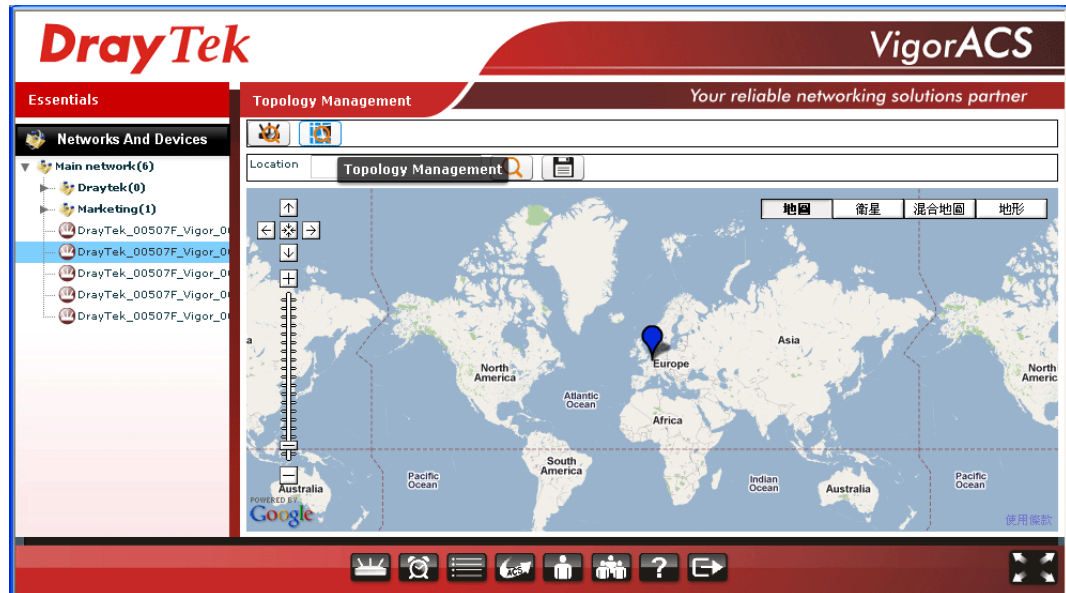 DrayTek
VigorACS
Essentials
Topology Management
Your reliable networking solutions partner
Networks And Devices
Main network(6)
Draytek(0)
Marketing(1)
DrayTek_00507F_Vigor_0
DrayTek_00507F_Vigor_0
DrayTek_00507F_Vigor_0
DrayTek_00507F_Vigor_0
DrayTek_00507F_Vigor_0
Location
Topology Management
地圖
衛星
混合地圖
地形
a
North
America
Atlantic
Ocean
Europe
Asia
Africa
North
Americ
South
America
Pacific
Ocean
Indian
Ocean
Australia
Pacific
Ocean
Australia
POWERED BY
Google
使用條款
ACS
?